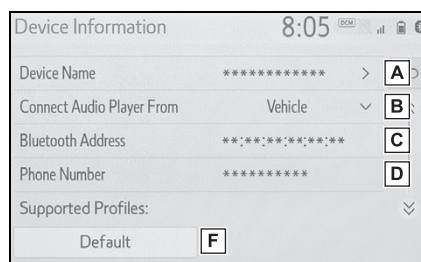 Device Information 8:05 DCM
Device Name ************ > A
Connect Audio Player From Vehicle B
Bluetooth Address **:**:**:**:**:** C
Phone Number ********** D
Supported Profiles:
Default F